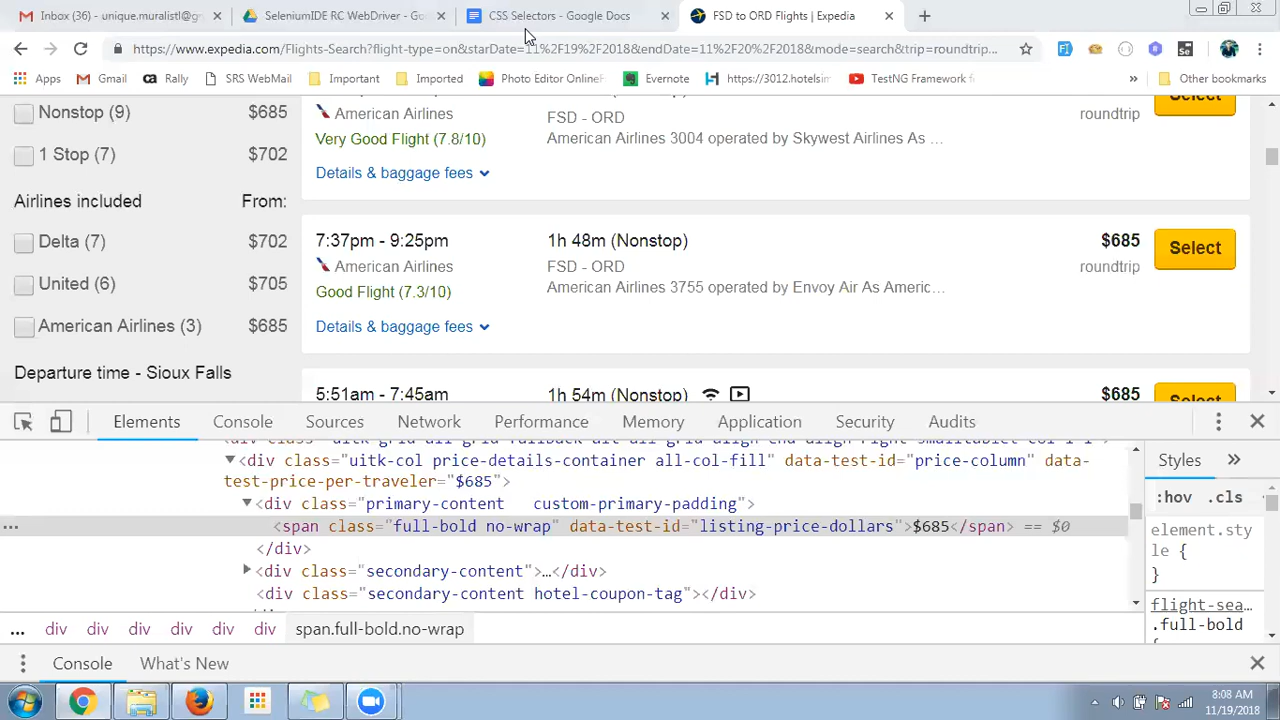 Inbox (36) - unique.muralistl@gr
SeleniumIDE RC WebDriver - Go
CSS Selectors - Google Docs
FSD to ORD Flights | Expedia
https://www.expedia.com/Flights-Search?flight-type=on&starDate=11%2F19%2F2018&endDate=11%2F20%2F2018&mode=search&trip=roundtrip...
Apps
Gmail
Rally
SRS WebMail
Important
Imported
Photo Editor OnlineF
Evernote
https://3012.hotelsim
TestNG Framework f
Other bookmarks
Nonstop (9) $685
1 Stop (7) $702
Airlines included From:
Delta (7) $702
United (6) $705
American Airlines (3) $685
Departure time - Sioux Falls
American Airlines
FSD - ORD
roundtrip
Select
Very Good Flight (7.8/10)
American Airlines 3004 operated by Skywest Airlines As ...
Details & baggage fees
7:37pm - 9:25pm
1h 48m (Nonstop)
$685
Select
American Airlines
FSD - ORD
roundtrip
Good Flight (7.3/10)
American Airlines 3755 operated by Envoy Air As Americ...
Details & baggage fees
5:51am - 7:45am
1h 54m (Nonstop)
$685
Select
Elements Console Sources Network Performance Memory Application Security Audits
<div class="uitk-col price-details-container all-col-fill" data-test-id="price-column" data-
test-price-per-traveler="$685">
<div class="primary-content custom-primary-padding">
... <span class="full-bold no-wrap" data-test-id="listing-price-dollars">$685</span> == $0
</div>
<div class="secondary-content">…</div>
<div class="secondary-content hotel-coupon-tag"></div>
Styles »
:hov .cls
element.sty
le {
}
flight-sea…
.full-bold
... div div div div div div span.full-bold.no-wrap
Console What's New
8:08 AM
11/19/2018